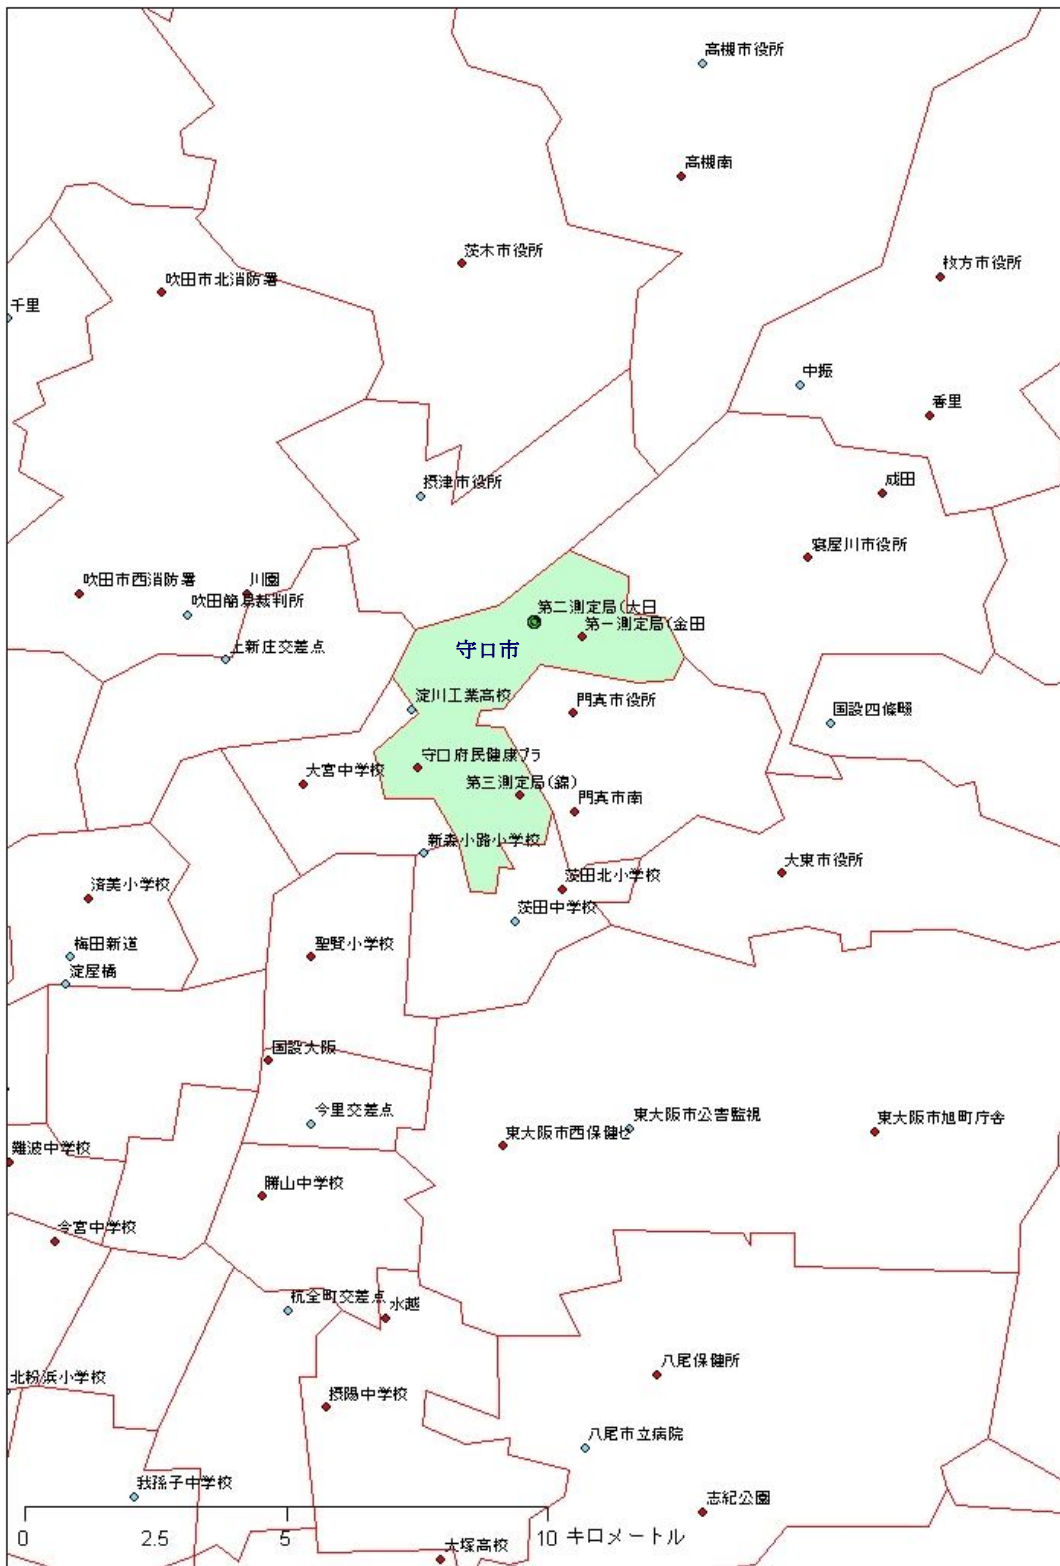 高槻市役所
高槻南
茨木市役所
枚方市役所
吹田市北消防署
千里
中振
香里
摂津市役所
成田
寝屋川市役所
吹田市西消防署
川園
吹田簡易裁判所
第二測定局(大日
第一測定局(金田
上新庄交差点
守口市
淀川工業高校
門真市役所
国設四條畷
守口府民健康プラ
大宮中学校
第三測定局(錦)
門真市南
新森小路小学校
大東市役所
済美小学校
茨田北小学校
茨田中学校
梅田新道
聖賢小学校
淀屋橋
国設大阪
今里交差点
東大阪市公害監視
東大阪市西保健セ
東大阪市旭町庁舎
難波中学校
勝山中学校
今宮中学校
杭全町交差点
水越
八尾保健所
北粉浜小学校
摂陽中学校
八尾市立病院
我孫子中学校
志紀公園
0 2.5 5 10 キロメートル
大塚高校